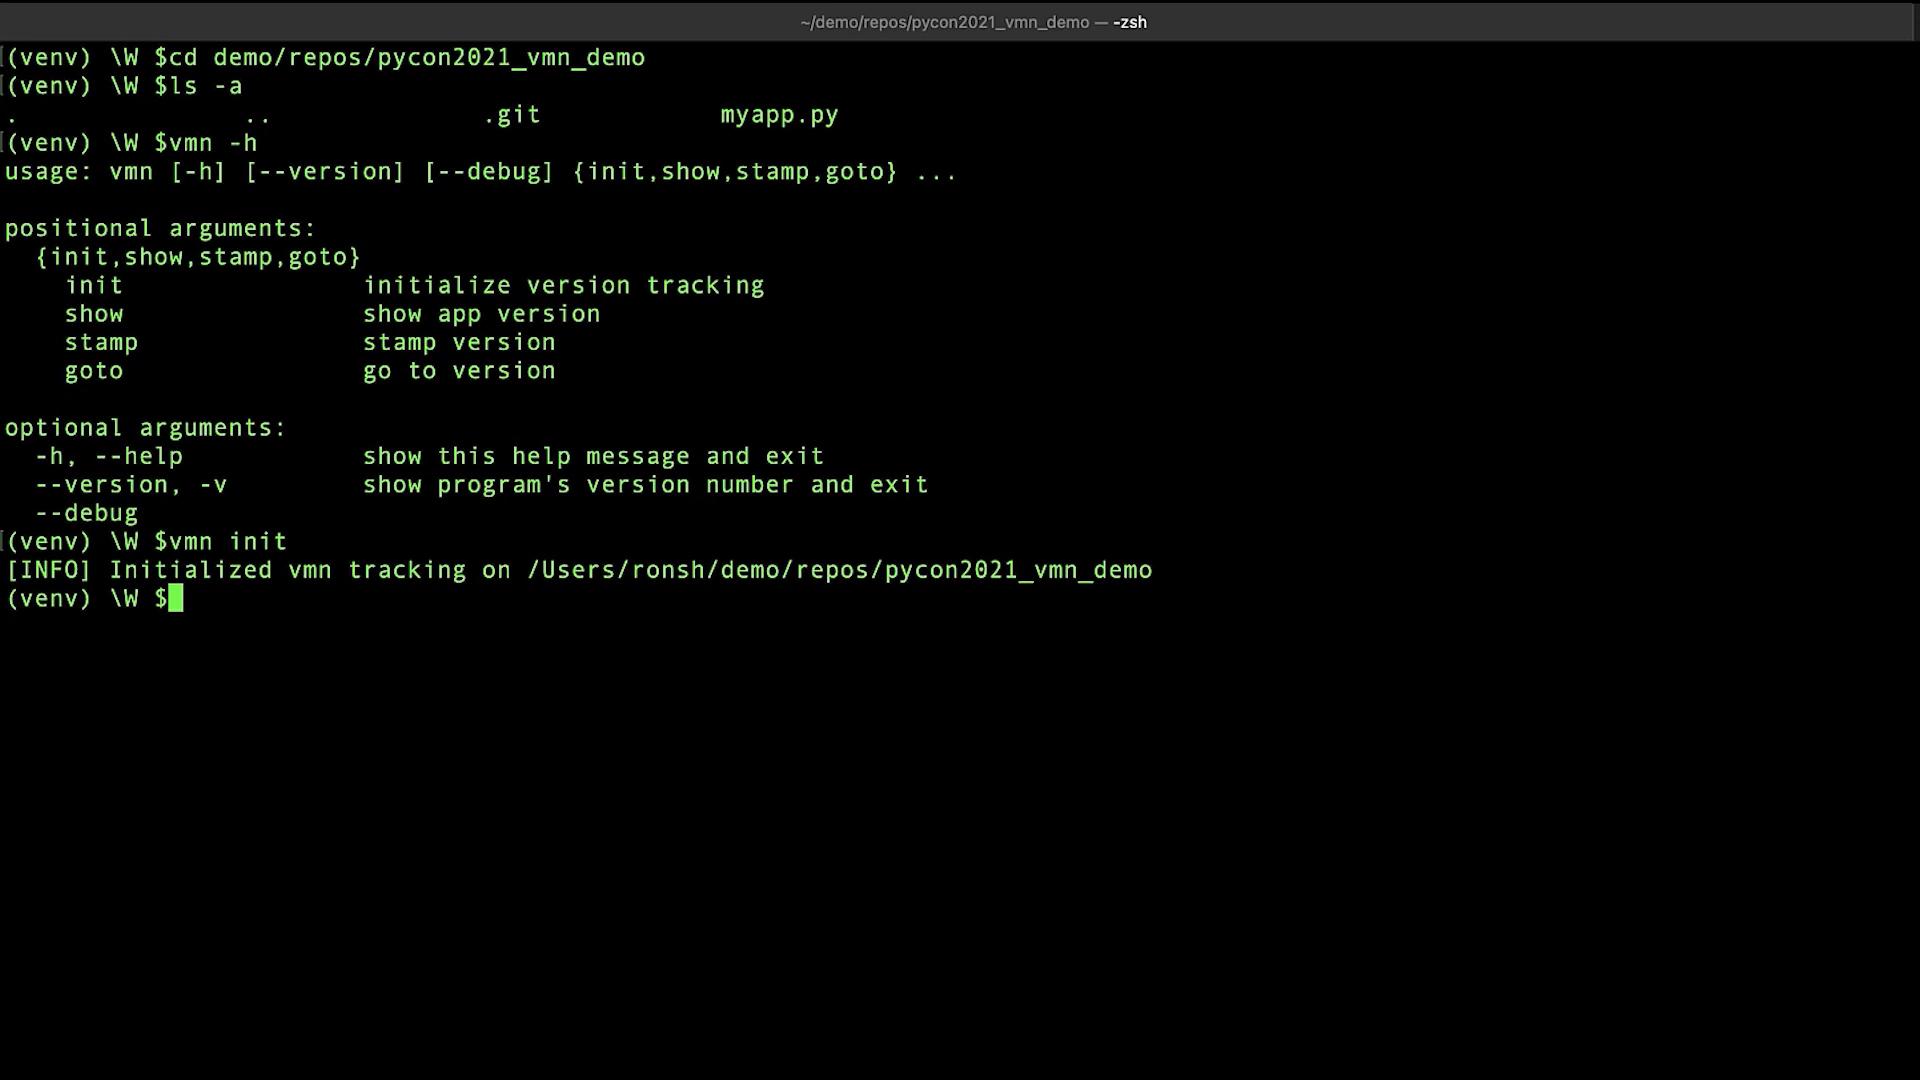 ~/demo/repos/pycon2021_vmn_demo — -zsh
(venv) \W $cd demo/repos/pycon2021_vmn_demo
(venv) \W $ls -a
. .. .git myapp.py
(venv) \W $vmn -h
usage: vmn [-h] [--version] [--debug] {init,show,stamp,goto} ...
positional arguments:
{init,show,stamp,goto}
init initialize version tracking
show show app version
stamp stamp version
goto go to version
optional arguments:
-h, --help show this help message and exit
--version, -v show program's version number and exit
--debug
(venv) \W $vmn init
[INFO] Initialized vmn tracking on /Users/ronsh/demo/repos/pycon2021_vmn_demo
(venv) \W $